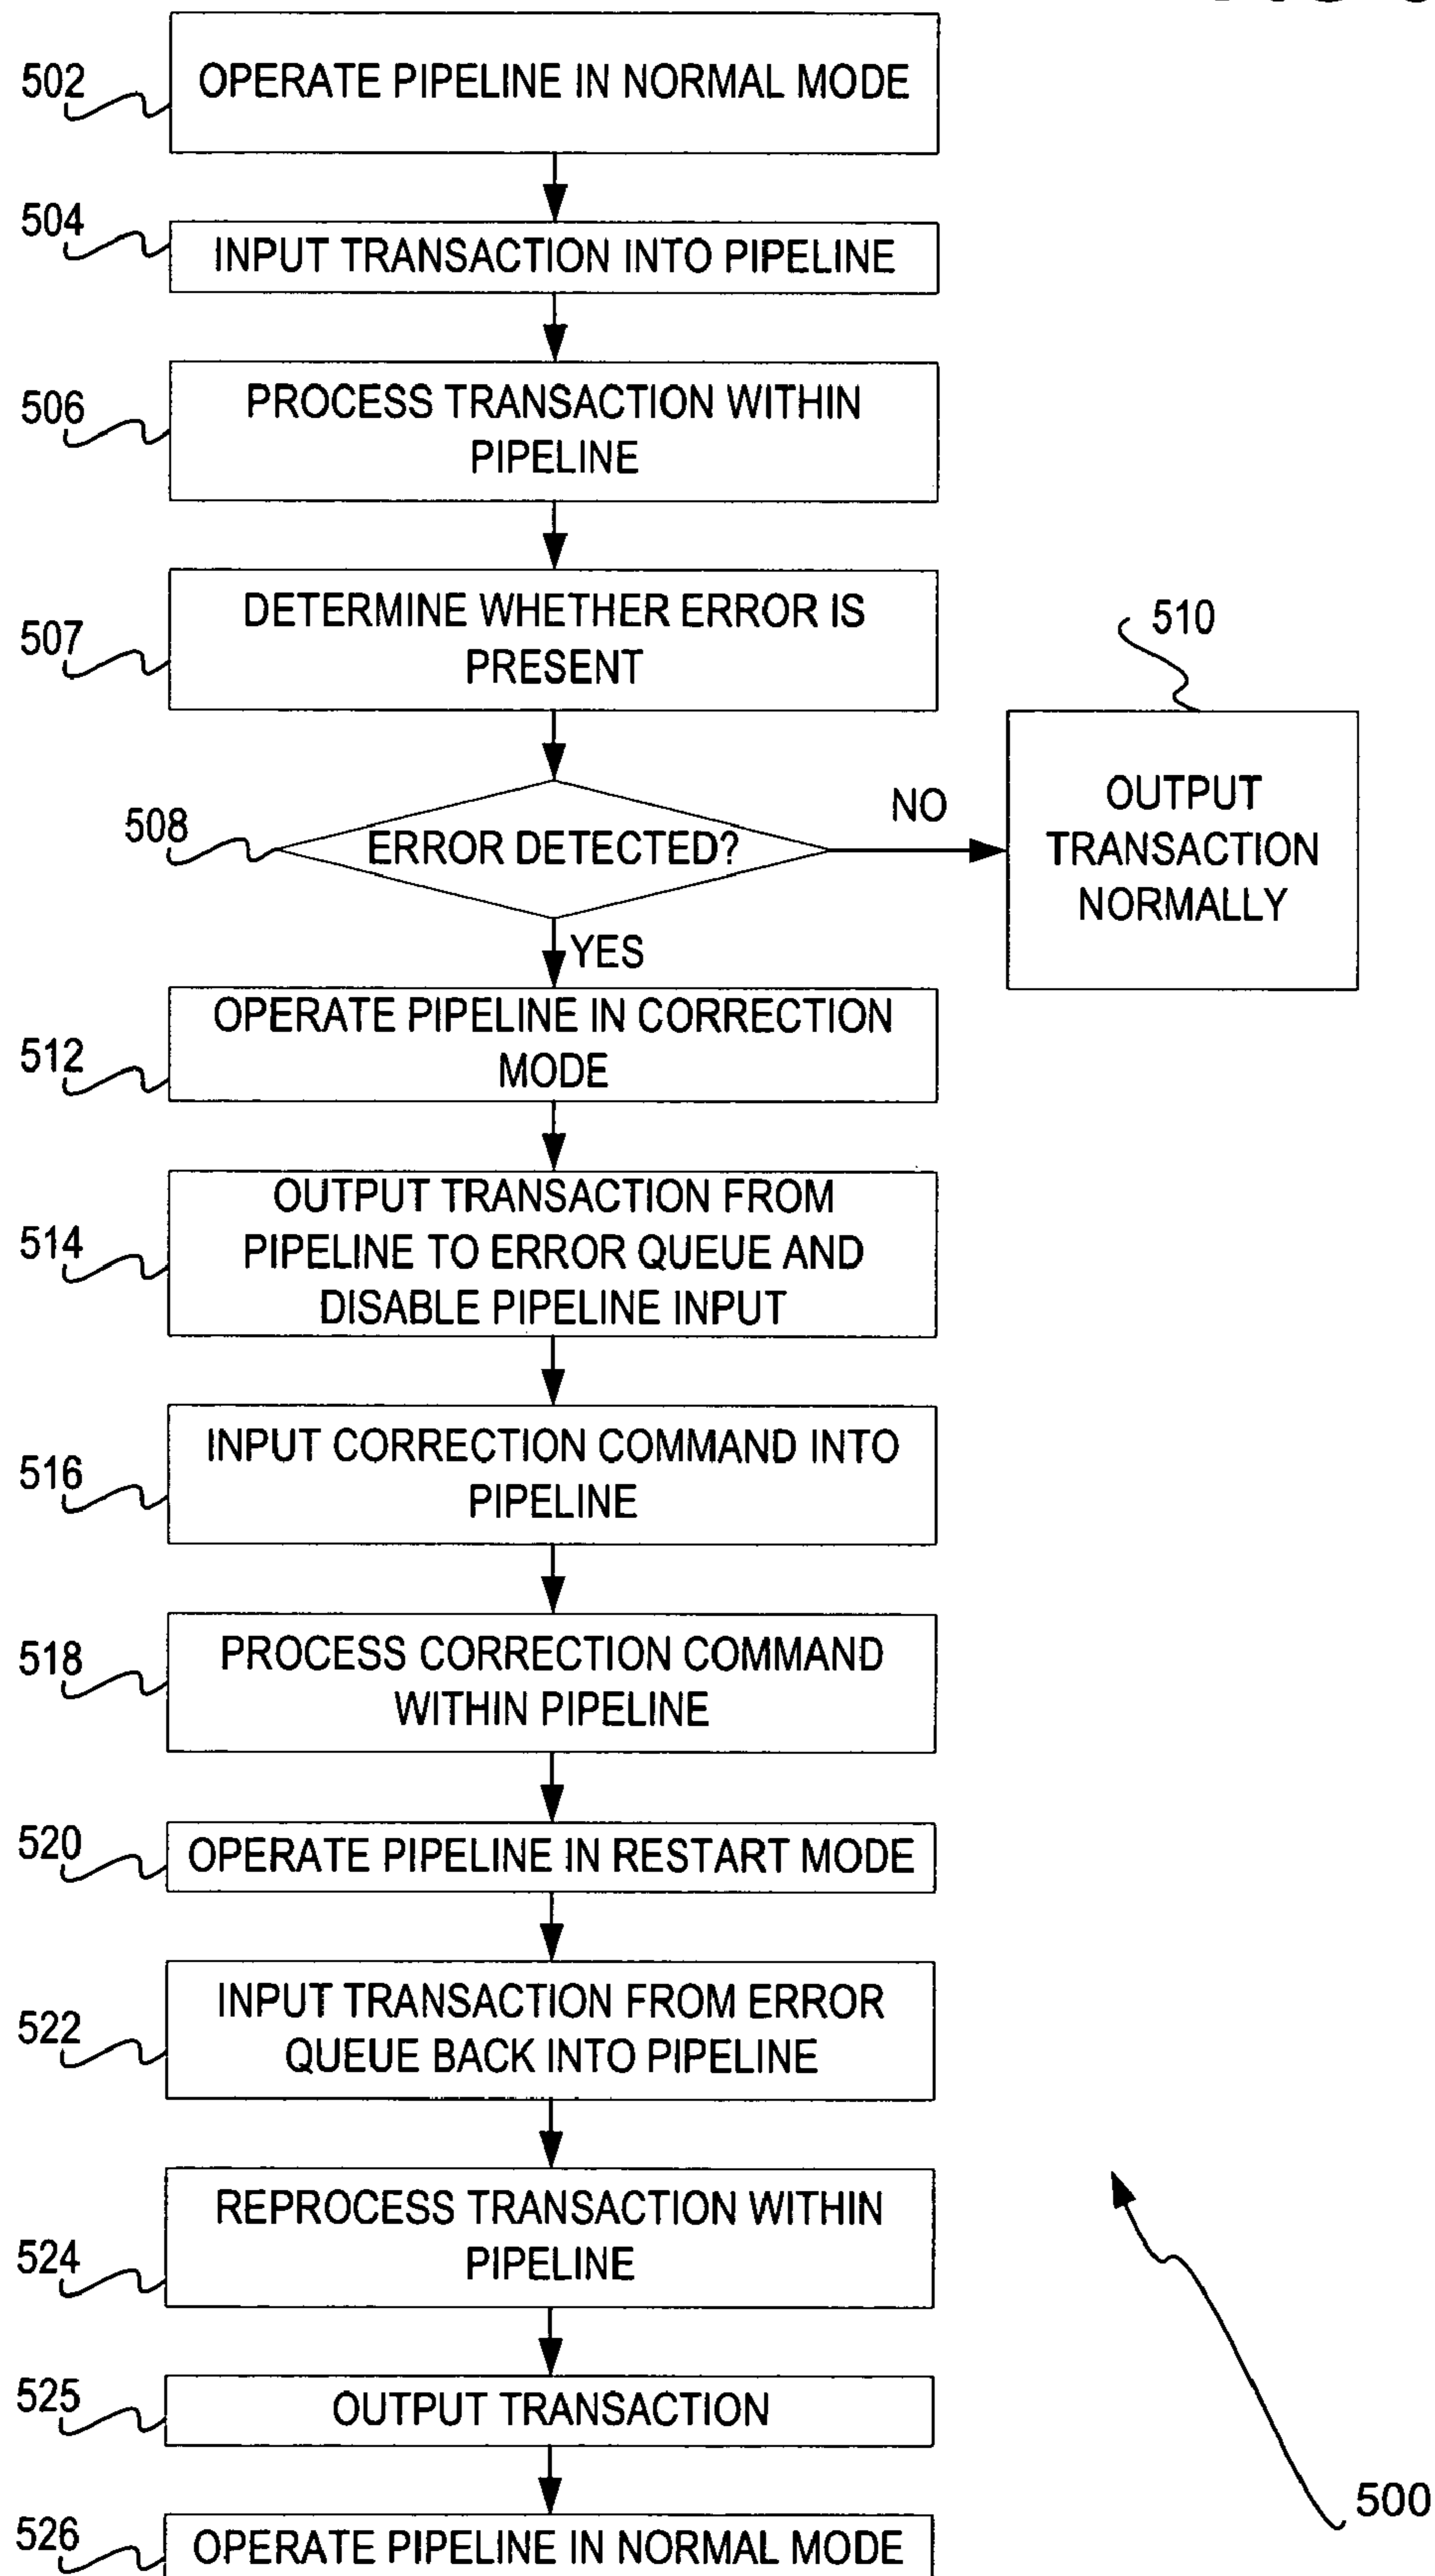 502
OPERATE PIPELINE IN NORMAL MODE
504
INPUT TRANSACTION INTO PIPELINE
506
PROCESS TRANSACTION WITHIN
PIPELINE
507
DETERMINE WHETHER ERROR IS
PRESENT
510
OUTPUT
TRANSACTION
NORMALLY
508
ERROR DETECTED?
NO
YES
512
OPERATE PIPELINE IN CORRECTION
MODE
514
OUTPUT TRANSACTION FROM
PIPELINE TO ERROR QUEUE AND
DISABLE PIPELINE INPUT
516
INPUT CORRECTION COMMAND INTO
PIPELINE
518
PROCESS CORRECTION COMMAND
WITHIN PIPELINE
520
OPERATE PIPELINE IN RESTART MODE
522
INPUT TRANSACTION FROM ERROR
QUEUE BACK INTO PIPELINE
524
REPROCESS TRANSACTION WITHIN
PIPELINE
525
OUTPUT TRANSACTION
526
OPERATE PIPELINE IN NORMAL MODE
500